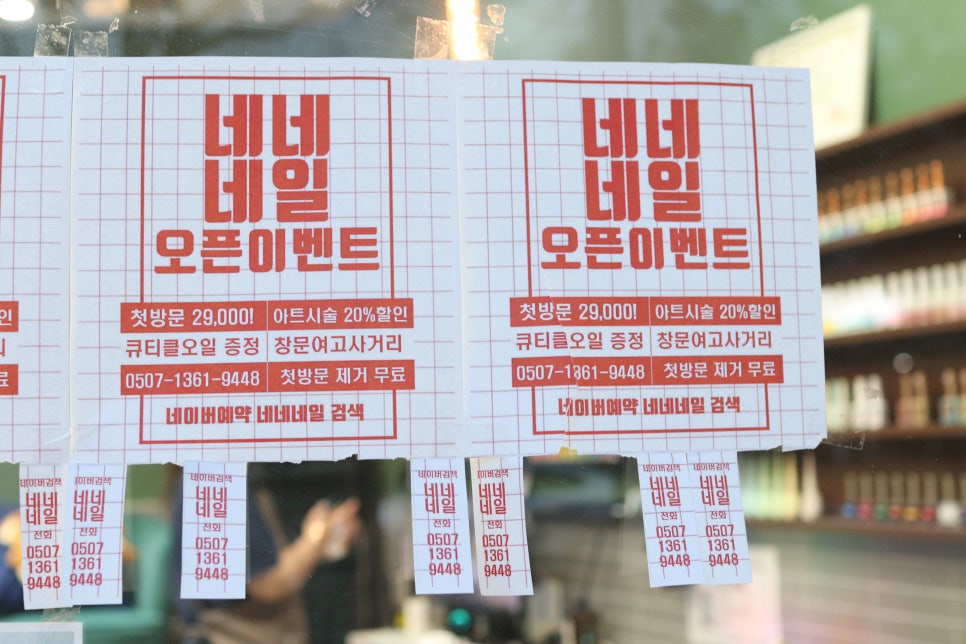 네네
네일
오픈이벤트
첫방문 29,000! 아트시술 20%할인
큐티클오일 증정 창문여고사거리
0507-1361-9448 첫방문 제거 무료
네이버예약 네네네일 검색
네네
네일
오픈이벤트
첫방문 29,000! 아트시술 20%할인
큐티클오일 증정 창문여고사거리
0507-1361-9448 첫방문 제거 무료
네이버예약 네네네일 검색
인
료
네이버검색
네네
네일
전화
0507
1361
9448
네이버검색
네네
네일
전화
0507
1361
9448
네이버검색
네네
네일
전화
0507
1361
9448
네이버검색
네네
네일
전화
0507
1361
9448
네이버검색
네네
네일
전화
0507
1361
9448
네이버검색
네네
네일
전화
0507
1361
9448
네이버검색
네네
네일
전화
0507
1361
9448